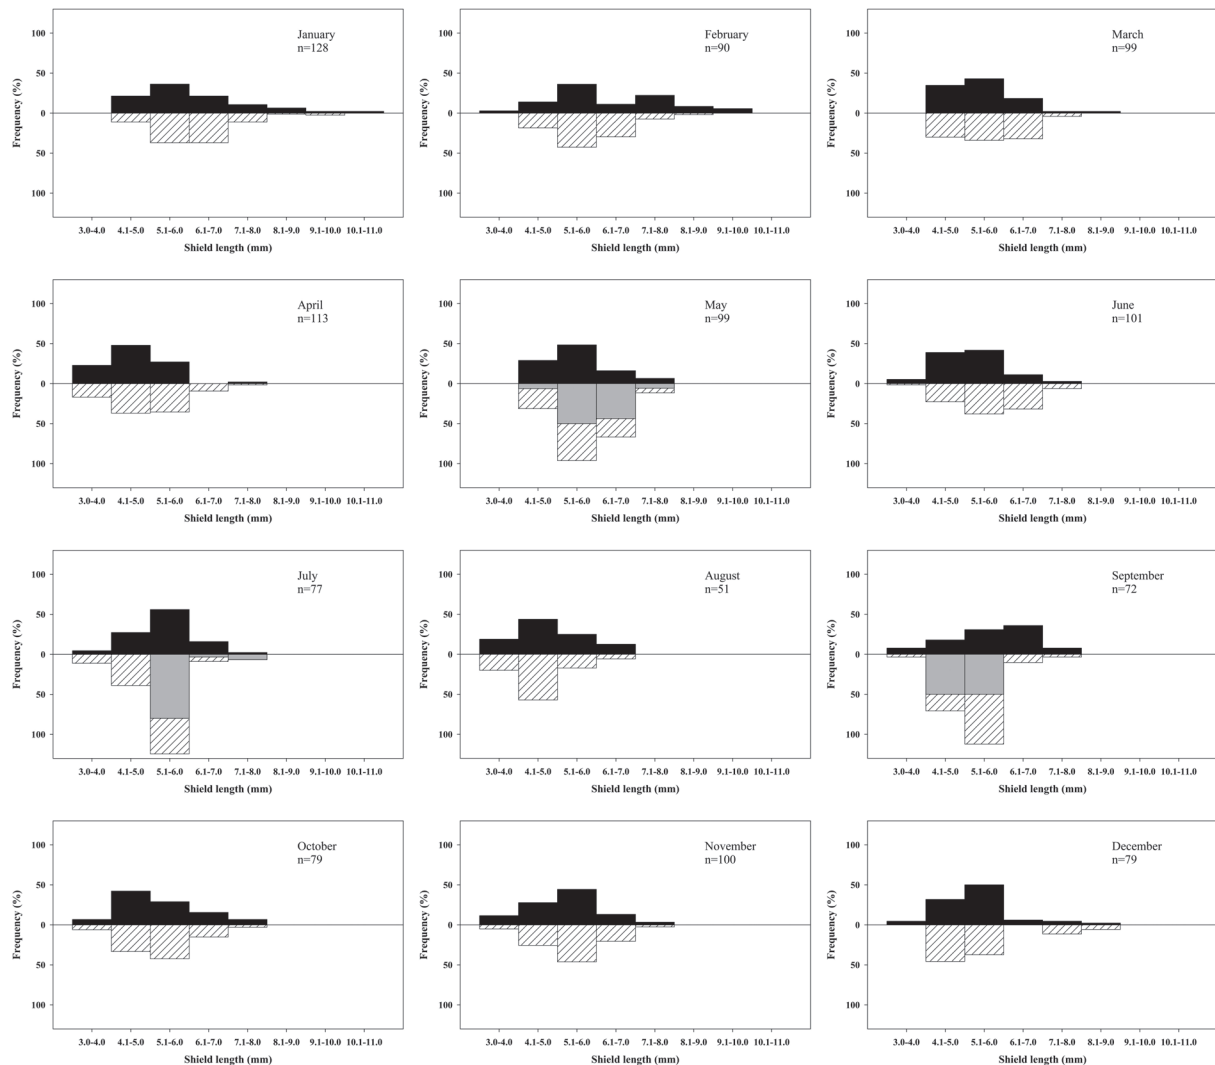 January
n=128
100
50
0
50
100
Frequency (%)
3.0-4.0 4.1-5.0 5.1-6.0 6.1-7.0 7.1-8.0 8.1-9.0 9.1-10.0 10.1-11.0
Shield length (mm)
February
n=90
100
50
0
50
100
Frequency (%)
3.0-4.0 4.1-5.0 5.1-6.0 6.1-7.0 7.1-8.0 8.1-9.0 9.1-10.0 10.1-11.0
Shield length (mm)
March
n=99
100
50
0
50
100
Frequency (%)
3.0-4.0 4.1-5.0 5.1-6.0 6.1-7.0 7.1-8.0 8.1-9.0 9.1-10.0 10.1-11.0
Shield length (mm)
April
n=113
100
50
0
50
100
Frequency (%)
3.0-4.0 4.1-5.0 5.1-6.0 6.1-7.0 7.1-8.0 8.1-9.0 9.1-10.0 10.1-11.0
Shield length (mm)
May
n=99
100
50
0
50
100
Frequency (%)
3.0-4.0 4.1-5.0 5.1-6.0 6.1-7.0 7.1-8.0 8.1-9.0 9.1-10.0 10.1-11.0
Shield length (mm)
June
n=101
100
50
0
50
100
Frequency (%)
3.0-4.0 4.1-5.0 5.1-6.0 6.1-7.0 7.1-8.0 8.1-9.0 9.1-10.0 10.1-11.0
Shield length (mm)
July
n=77
100
50
0
50
100
Frequency (%)
3.0-4.0 4.1-5.0 5.1-6.0 6.1-7.0 7.1-8.0 8.1-9.0 9.1-10.0 10.1-11.0
Shield length (mm)
August
n=51
100
50
0
50
100
Frequency (%)
3.0-4.0 4.1-5.0 5.1-6.0 6.1-7.0 7.1-8.0 8.1-9.0 9.1-10.0 10.1-11.0
Shield length (mm)
September
n=72
100
50
0
50
100
Frequency (%)
3.0-4.0 4.1-5.0 5.1-6.0 6.1-7.0 7.1-8.0 8.1-9.0 9.1-10.0 10.1-11.0
Shield length (mm)
October
n=79
100
50
0
50
100
Frequency (%)
3.0-4.0 4.1-5.0 5.1-6.0 6.1-7.0 7.1-8.0 8.1-9.0 9.1-10.0 10.1-11.0
Shield length (mm)
November
n=100
100
50
0
50
100
Frequency (%)
3.0-4.0 4.1-5.0 5.1-6.0 6.1-7.0 7.1-8.0 8.1-9.0 9.1-10.0 10.1-11.0
Shield length (mm)
December
n=79
100
50
0
50
100
Frequency (%)
3.0-4.0 4.1-5.0 5.1-6.0 6.1-7.0 7.1-8.0 8.1-9.0 9.1-10.0 10.1-11.0
Shield length (mm)